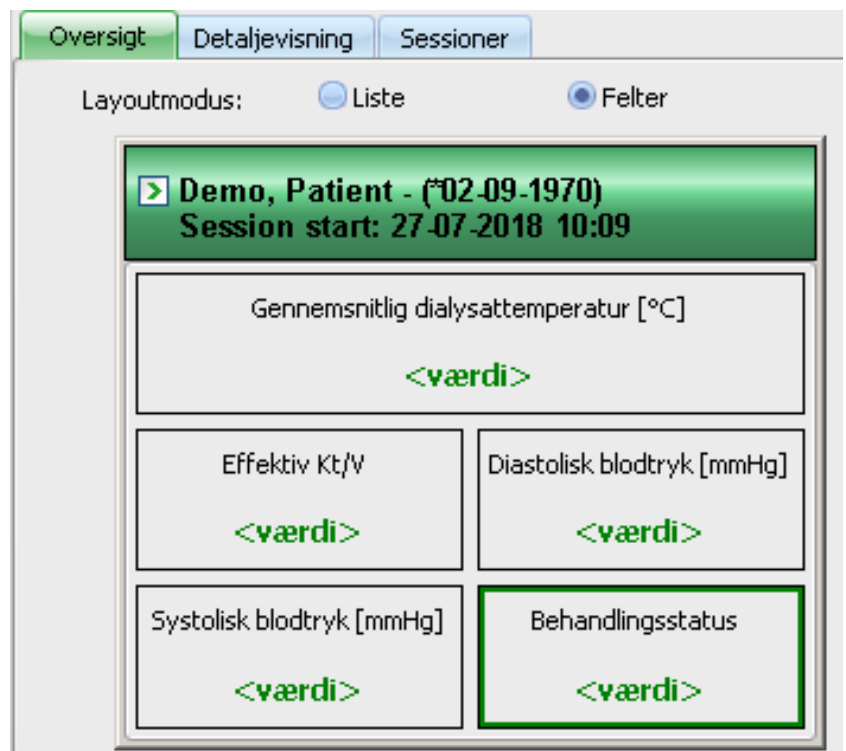 Oversigt Detaljevisning Sessioner
Layoutmodus: Liste Felter
Demo, Patient - (*02-09-1970)
Session start: 27-07-2018 10:09
Gennemsnitlig dialysattemperatur [°C]
<værdi>
Effektiv Kt/V Diastolisk blodtryk [mmHg]
<værdi> <værdi>
Systolisk blodtryk [mmHg] Behandlingsstatus
<værdi> <værdi>